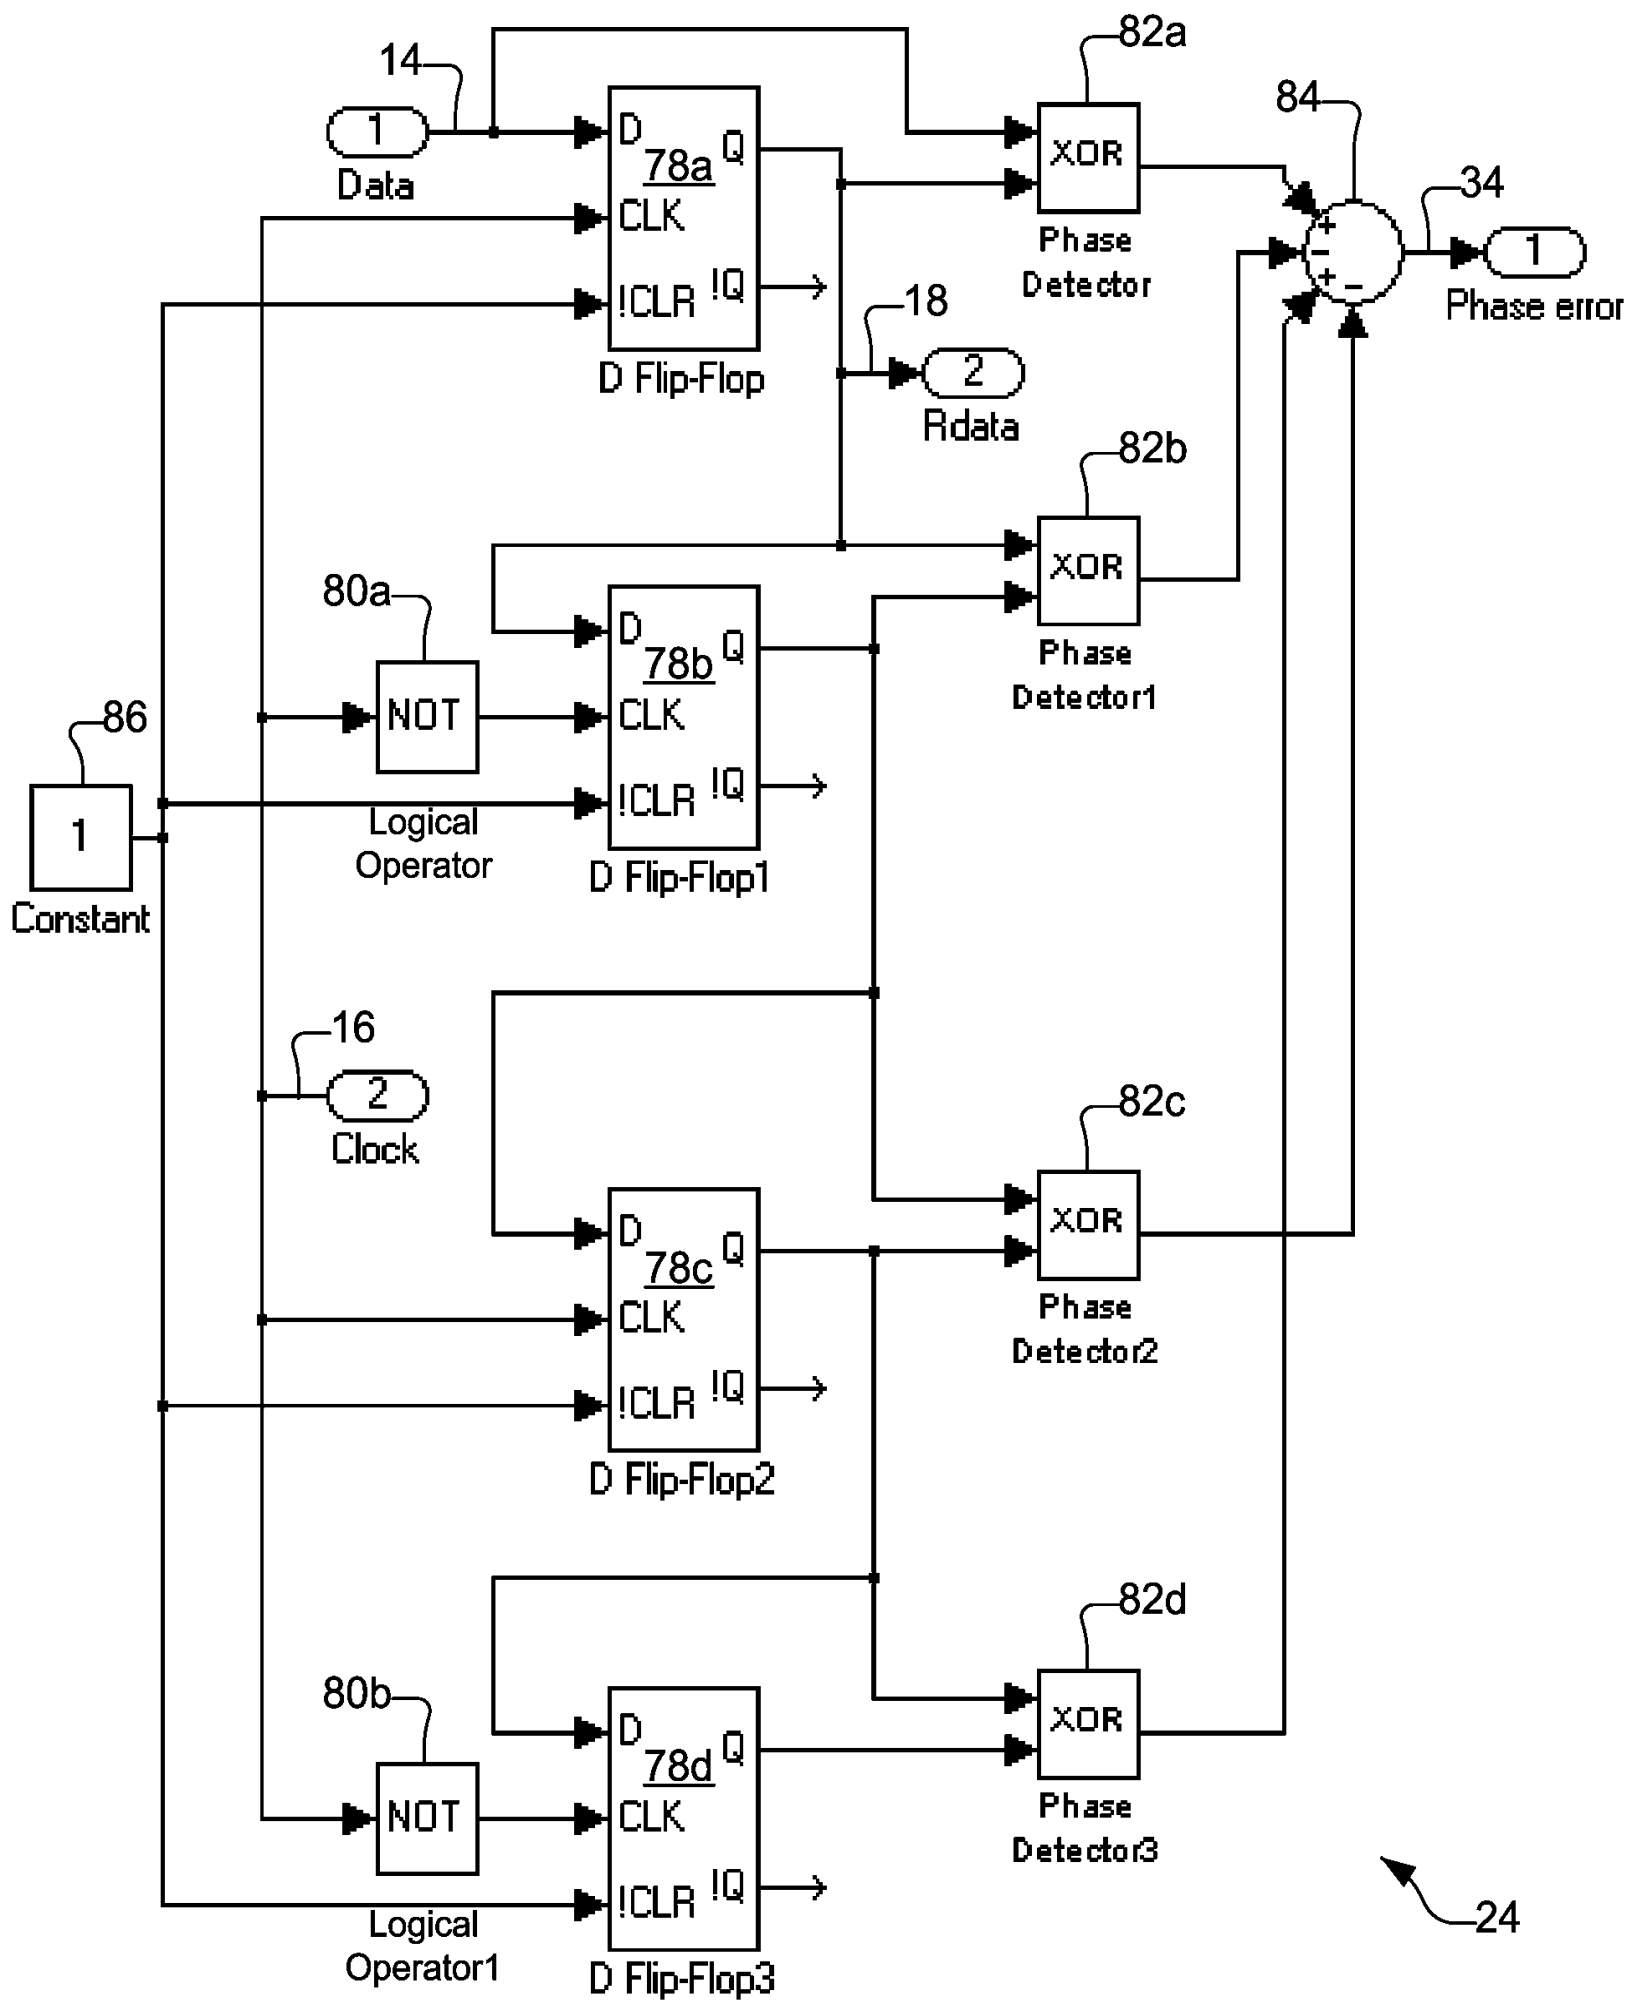 82a
14
84
1
D
Q
XOR
78a
Data
34
CLK
+
Phase
Detector
−
1
+
−
!Q
!CLR
18
Phase error
D Flip-Flop
2
Rdata
82b
80a
XOR
D
Q
78b
Phase
Detector1
NOT
CLK
86
!Q
!CLR
1
Logical
Operator
D Flip-Flop1
Constant
16
2
Clock
82c
XOR
D
Q
78c
CLK
Phase
Detector2
!Q
!CLR
D Flip-Flop2
82d
80b
XOR
D
Q
78d
NOT
CLK
Phase
Detector3
!Q
!CLR
Logical
Operator1
D Flip-Flop3
24